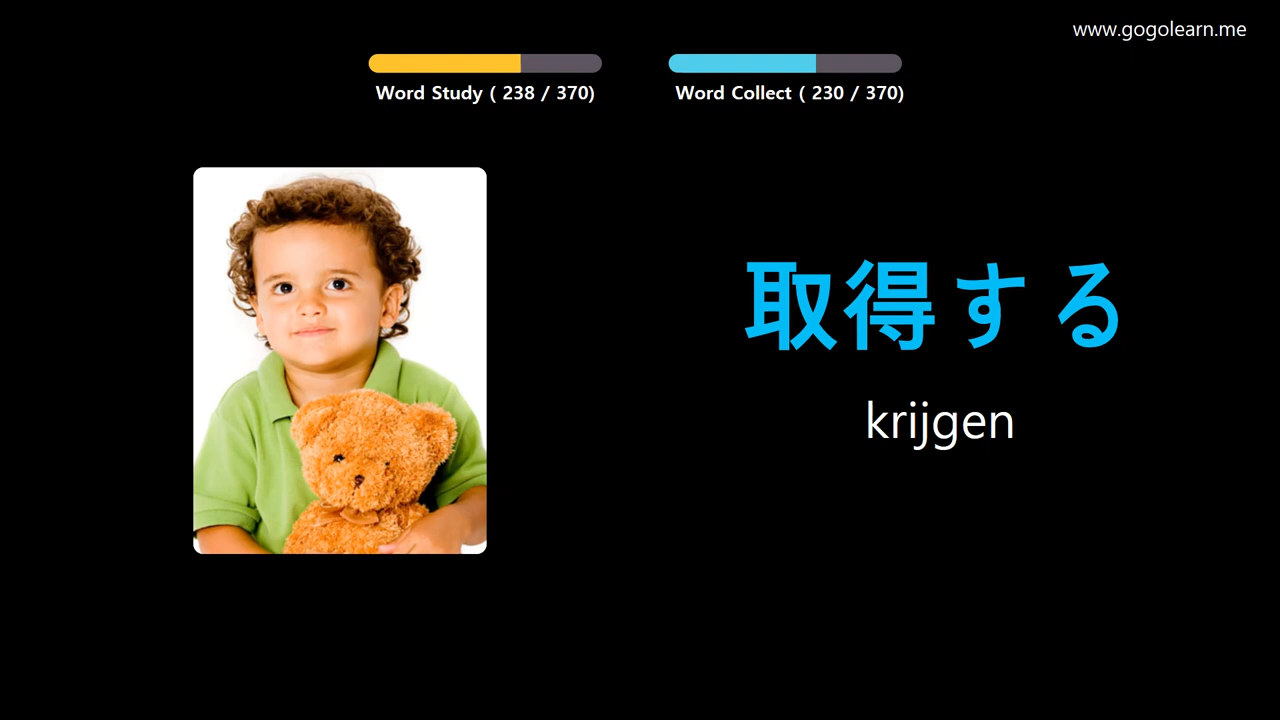 www.gogolearn.me
Word Study ( 238 / 370)
Word Collect ( 230 / 370)
取得する
krijgen